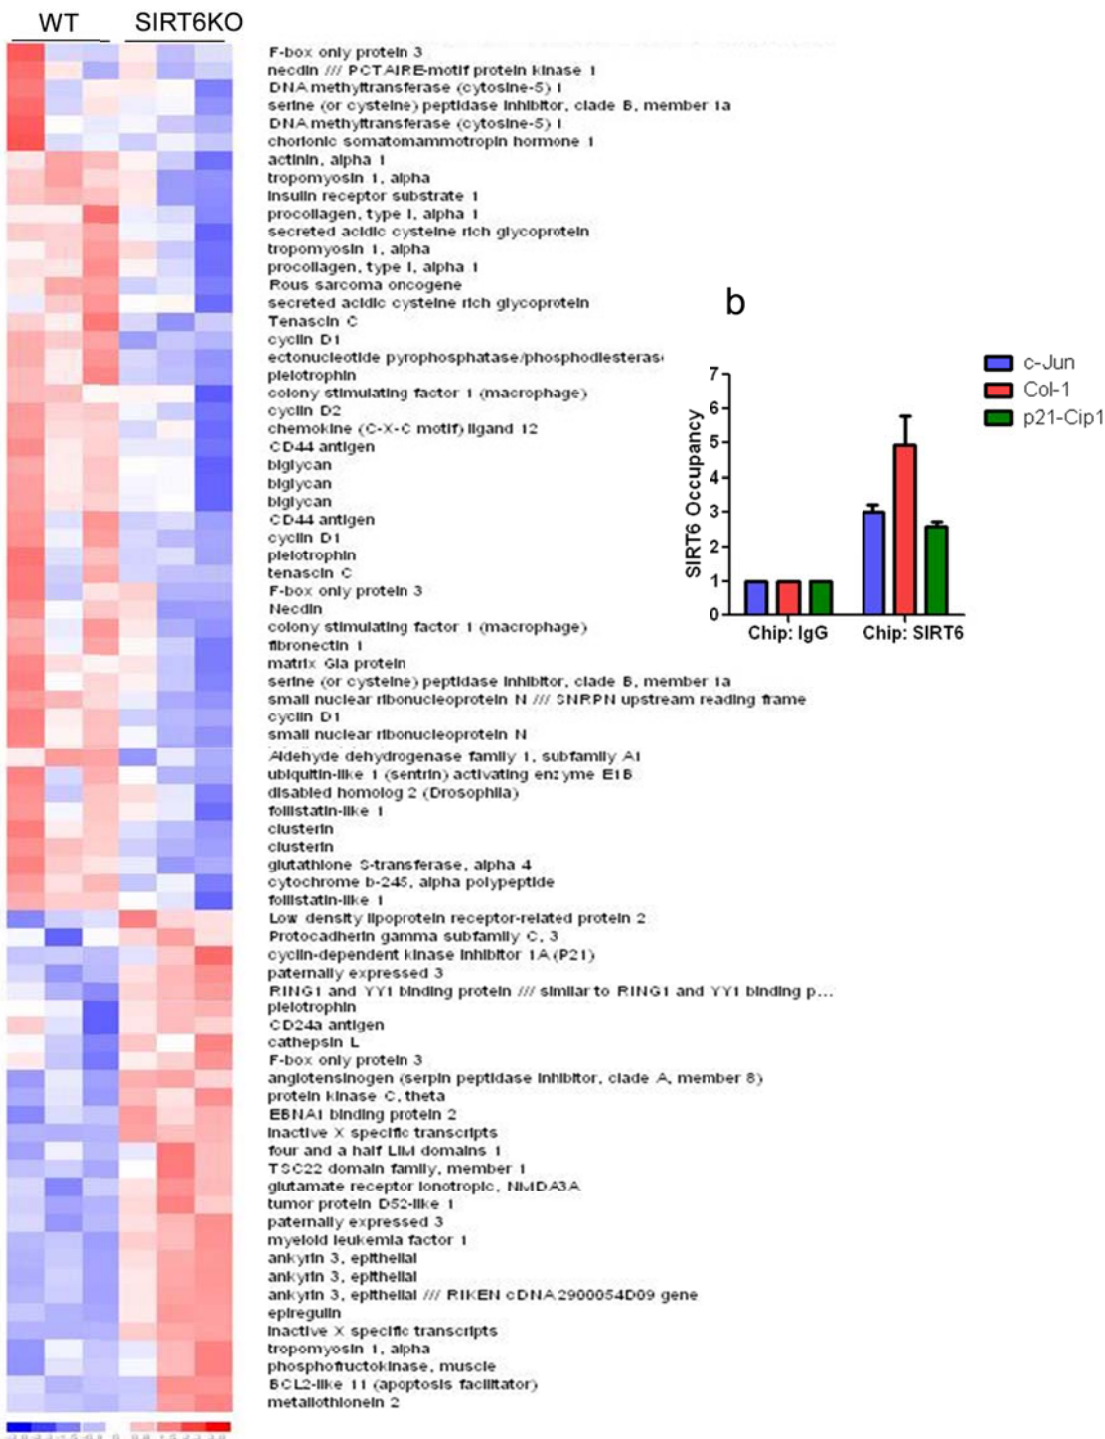 WT SIRT6KO
F-box only protein 3
necdin /// PCTAIRE-motif protein kinase 1
DNA methyltransferase (cytosine-5) 1
serine (or cysteine) peptidase inhibitor, clade B, member 1a
DNA methyltransferase (cytosine-5) 1
chorionic somatomammotropin hormone 1
actinin, alpha 1
tropomyosin 1, alpha
insulin receptor substrate 1
procollagen, type I, alpha 1
secreted acidic cysteine rich glycoprotein
tropomyosin 1, alpha
procollagen, type I, alpha 1
Rous sarcoma oncogene
secreted acidic cysteine rich glycoprotein
Tenascin C
cyclin D1
ectonucleotide pyrophosphatase/phosphodiesteras
pleiotrophin
colony stimulating factor 1 (macrophage)
cyclin D2
chemokine (C-X-C motif) ligand 12
CD44 antigen
biglycan
biglycan
biglycan
CD44 antigen
cyclin D1
pleiotrophin
tenascin C
F-box only protein 3
Necdin
colony stimulating factor 1 (macrophage)
fibronectin 1
matrix Gla protein
serine (or cysteine) peptidase inhibitor, clade B, member 1a
small nuclear ribonucleoprotein N /// SNRPN upstream reading frame
cyclin D1
small nuclear ribonucleoprotein N
Aldehyde dehydrogenase family 1, subfamily A1
ubiquitin-like 1 (sentrin) activating enzyme E1B
disabled homolog 2 (Drosophila)
follistatin-like 1
clusterin
clusterin
glutathione S-transferase, alpha 4
cytochrome b-245, alpha polypeptide
follistatin-like 1
Low density lipoprotein receptor-related protein 2
Protocadherin gamma subfamily C, 3
cyclin-dependent kinase inhibitor 1A (P21)
paternally expressed 3
RING1 and YY1 binding protein /// similar to RING1 and YY1 binding p...
pleiotrophin
CD24a antigen
cathepsin L
F-box only protein 3
angiotensinogen (serpin peptidase inhibitor, clade A, member 8)
protein kinase C, theta
EBNA1 binding protein 2
inactive X specific transcripts
four and a half LIM domains 1
TSC22 domain family, member 1
glutamate receptor ionotropic, NMDA3A
tumor protein D52-like 1
paternally expressed 3
myeloid leukemia factor 1
ankyrin 3, epithelial
ankyrin 3, epithelial
ankyrin 3, epithelial /// RIKEN cDNA 2900054D09 gene
epiregulin
inactive X specific transcripts
tropomyosin 1, alpha
phosphofructokinase, muscle
BCL2-like 11 (apoptosis facilitator)
metallothionein 2
b
c-Jun
Col-1
p21-Cip1
SIRT6 Occupancy
7
6
5
4
3
2
1
0
Chip: IgG Chip: SIRT6